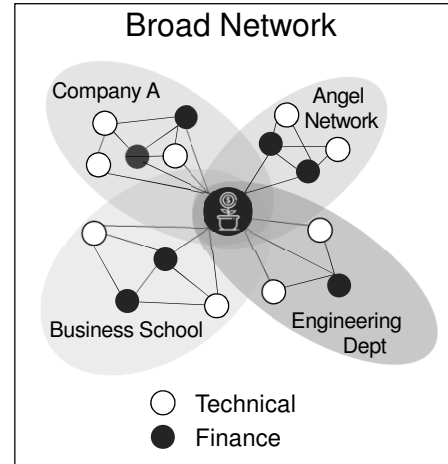 Broad Network
Company A
Angel
Network
$
Business School
Engineering
Dept
Technical
Finance